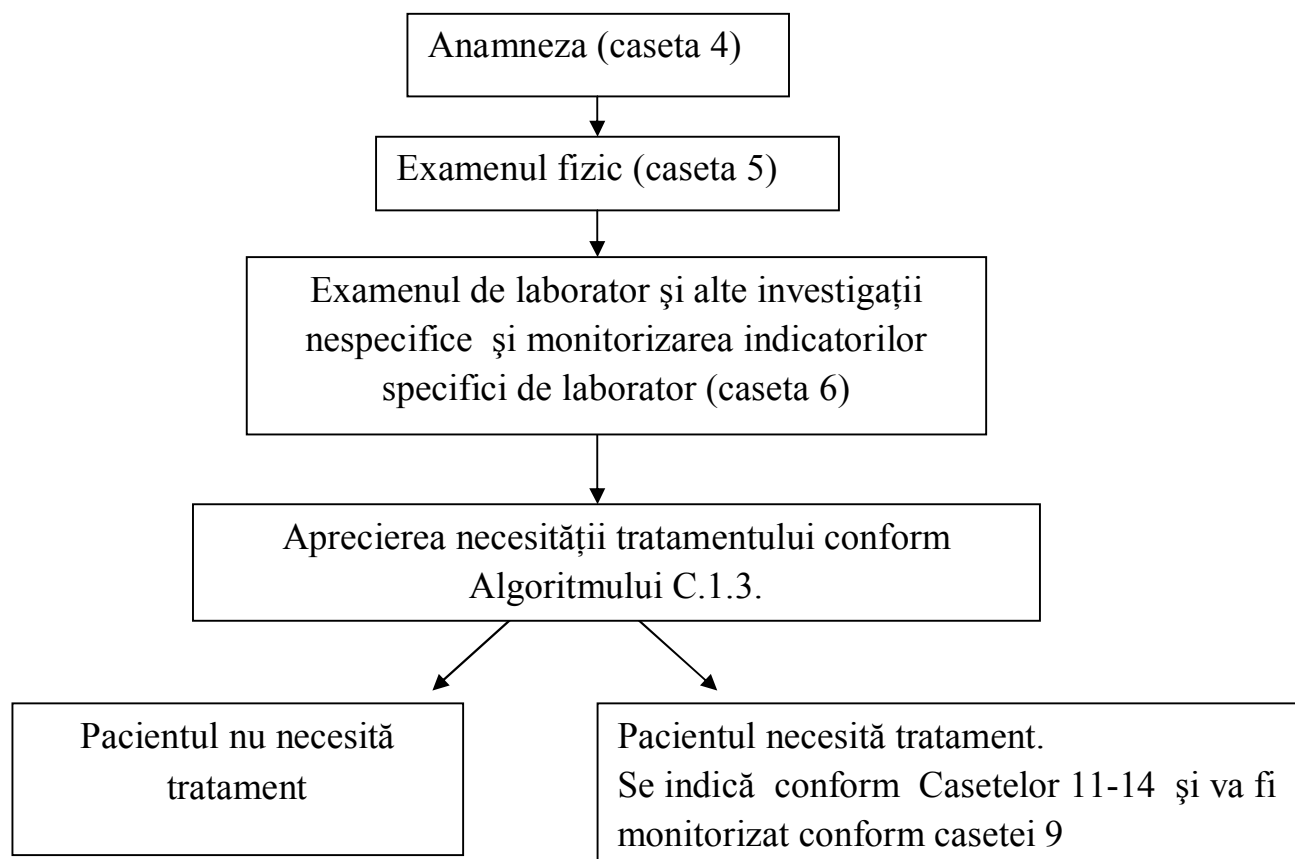 Anamneza (caseta 4)
Examenul fizic (caseta 5)
Examenul de laborator şi alte investigații
nespecifice şi monitorizarea indicatorilor
specifici de laborator (caseta 6)
Aprecierea necesității tratamentului conform
Algoritmului C.1.3.
Pacientul nu necesită
tratament
Pacientul necesită tratament.
Se indică conform Casetelor 11-14 şi va fi
monitorizat conform casetei 9